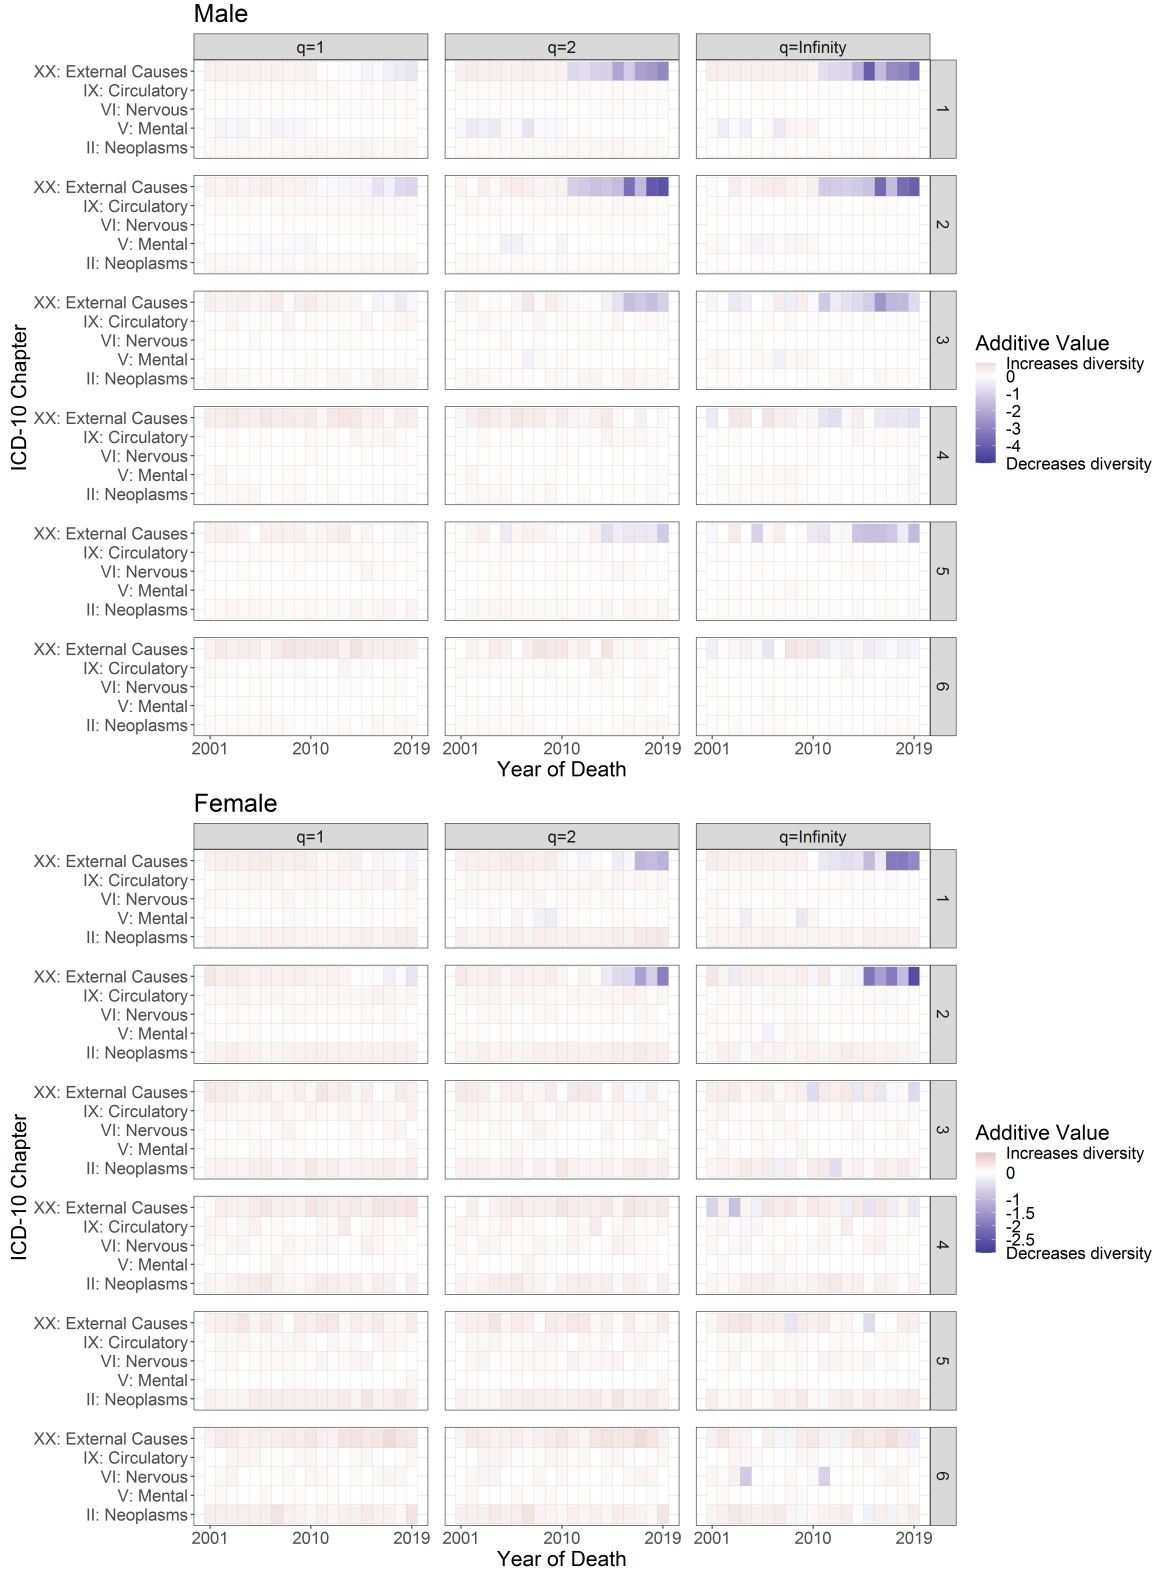 Male
q=1 q=2 q=Infinity
XX: External Causes
IX: Circulatory
VI: Nervous
V: Mental
II: Neoplasms
1
XX: External Causes
IX: Circulatory
VI: Nervous
V: Mental
II: Neoplasms
2
XX: External Causes
IX: Circulatory
VI: Nervous
V: Mental
II: Neoplasms
3
XX: External Causes
IX: Circulatory
VI: Nervous
V: Mental
II: Neoplasms
4
XX: External Causes
IX: Circulatory
VI: Nervous
V: Mental
II: Neoplasms
5
XX: External Causes
IX: Circulatory
VI: Nervous
V: Mental
II: Neoplasms
6
2001 2010 2019 2001 2010 2019 2001 2010 2019
Year of Death
ICD-10 Chapter
Additive Value
Increases diversity
0
-1
-2
-3
-4
Decreases diversity
Female
q=1 q=2 q=Infinity
XX: External Causes
IX: Circulatory
VI: Nervous
V: Mental
II: Neoplasms
1
XX: External Causes
IX: Circulatory
VI: Nervous
V: Mental
II: Neoplasms
2
XX: External Causes
IX: Circulatory
VI: Nervous
V: Mental
II: Neoplasms
3
XX: External Causes
IX: Circulatory
VI: Nervous
V: Mental
II: Neoplasms
4
XX: External Causes
IX: Circulatory
VI: Nervous
V: Mental
II: Neoplasms
5
XX: External Causes
IX: Circulatory
VI: Nervous
V: Mental
II: Neoplasms
6
2001 2010 2019 2001 2010 2019 2001 2010 2019
Year of Death
ICD-10 Chapter
Additive Value
Increases diversity
0
-1
-1.5
-2
-2.5
Decreases diversity